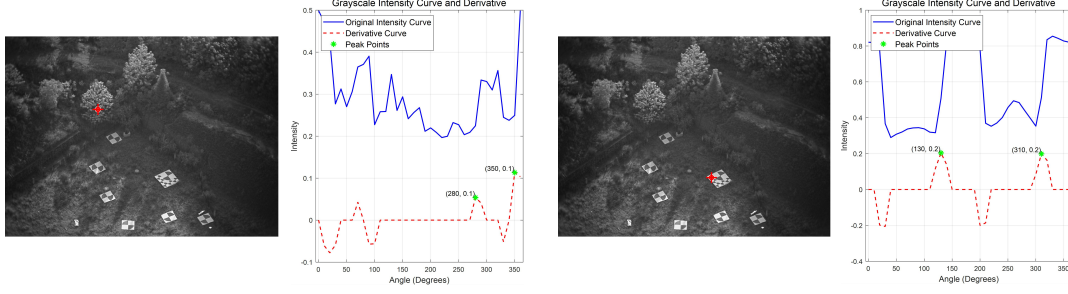 Grayscale Intensity Curve and Derivative
0.5
0.4
0.3
0.2
0.1
0
-0.1
Original Intensity Curve
Derivative Curve
Peak Points
(280, 0.1)
(350, 0.1)
Intensity
0 50 100 150 200 250 300 350
Angle (Degrees)
Grayscale Intensity Curve and Derivative
1
0.8
0.6
0.4
0.2
0
-0.2
-0.4
Original Intensity Curve
Derivative Curve
Peak Points
(130, 0.2)
(310, 0.2)
Intensity
0 50 100 150 200 250 300 350
Angle (Degrees)